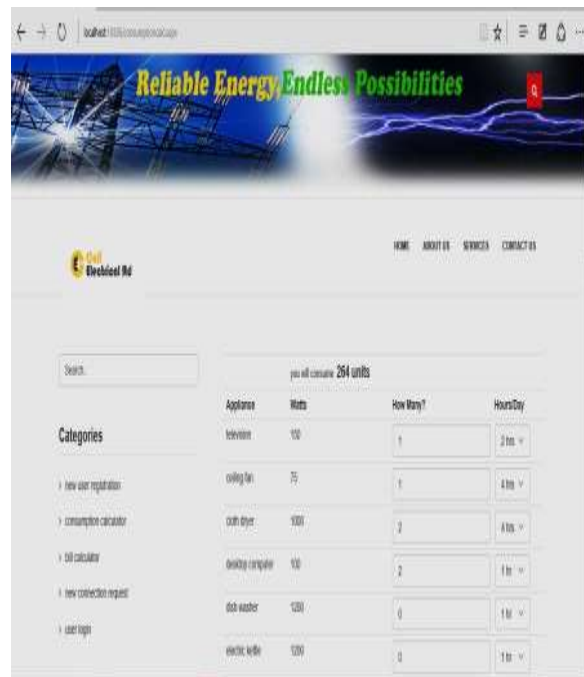 Reliable Energy,Endless Possibilities
HOME ABOUT US SERVICES CONTACT US
Civil
Electrical Rd
Search..
you will consume 264 units
Appliance Watts How Many? Hours/Day
Categories
television 100 1 2 hrs
ceiling fan 75 1 4 hrs
› new user registration
cloth dryer 1000 2 4 hrs
› consumption calculator
desktop computer 100 2 1 hr
› bill calculator
› new connection request
dish washer 1200 0 1 hr
› user login
electric kettle 1200 0 1 hr